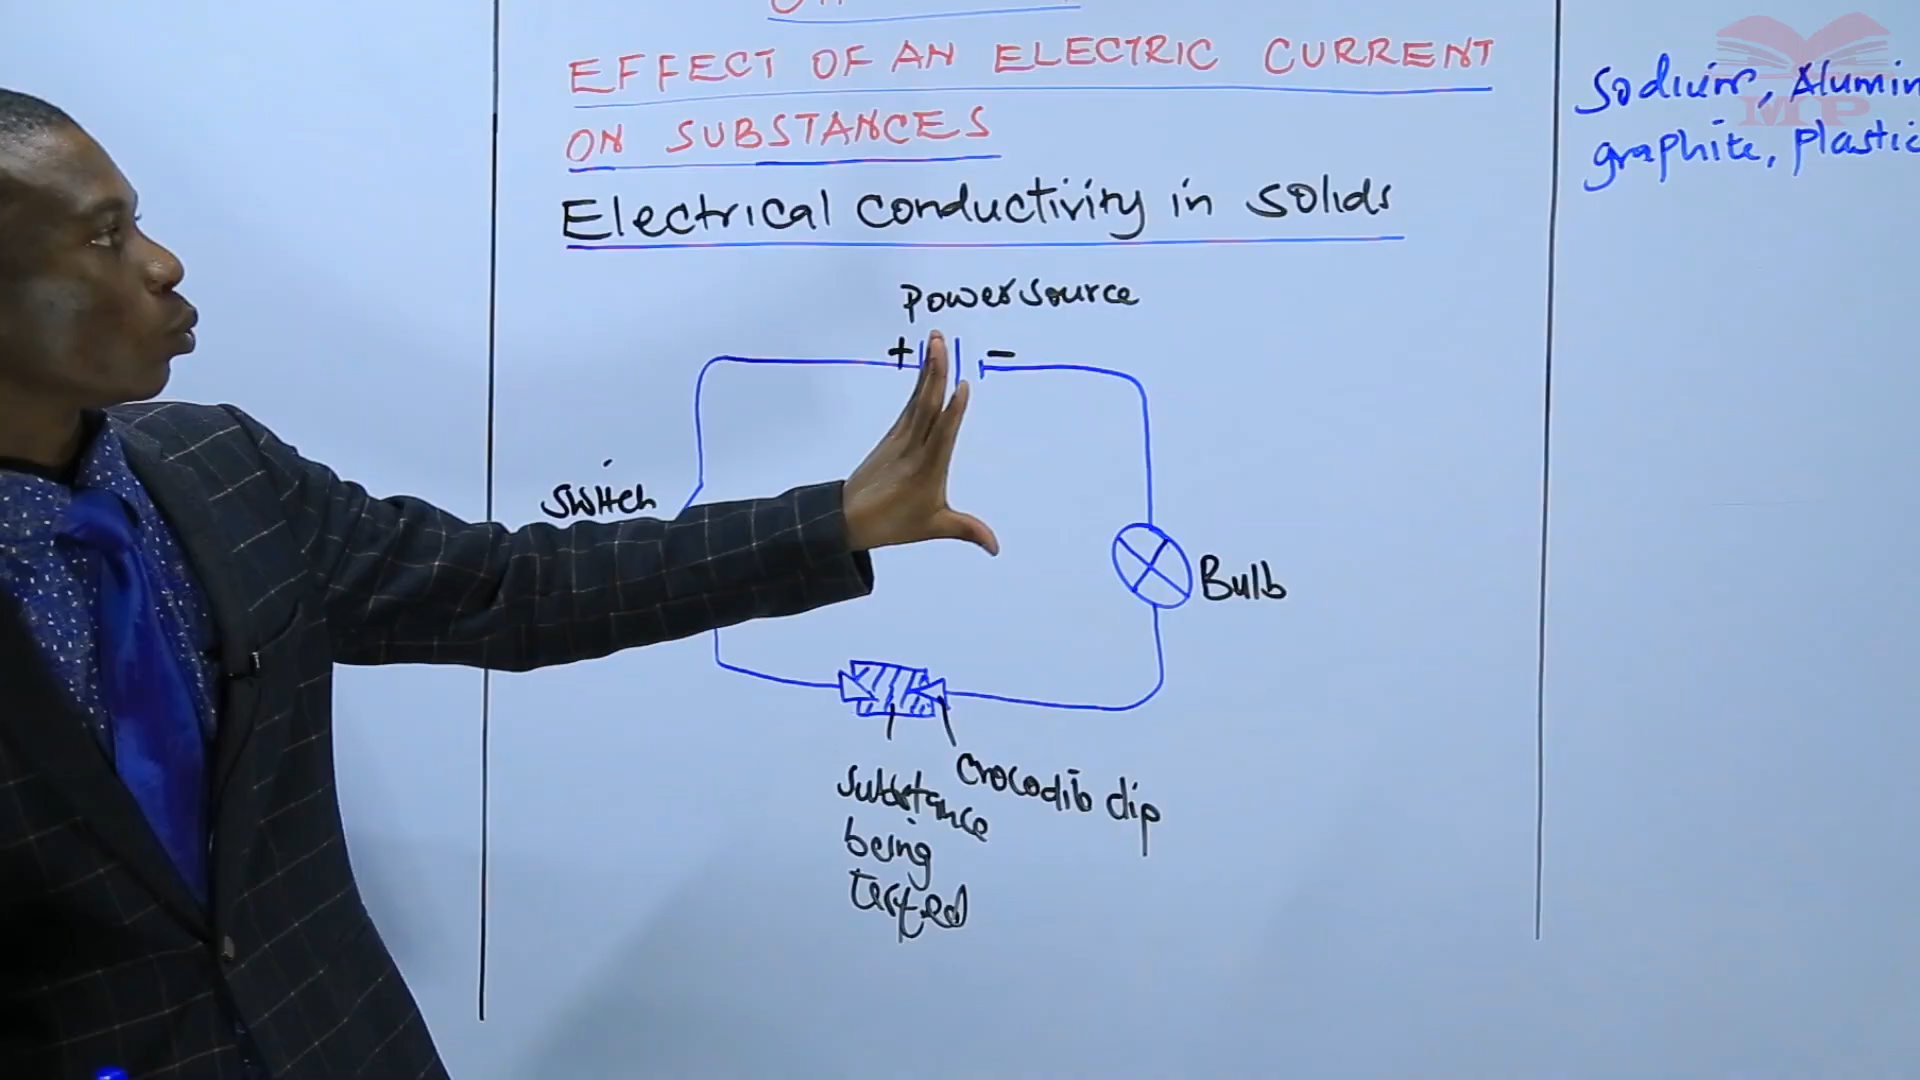 EFFECT OF AN ELECTRIC CURRENT
ON SUBSTANCES
Electrical conductivity in solids
Power source
+ -
Switch
Bulb
Substance
being
tested
Crocodile clip
Sodium, Alumin
graphite, plastic
MP